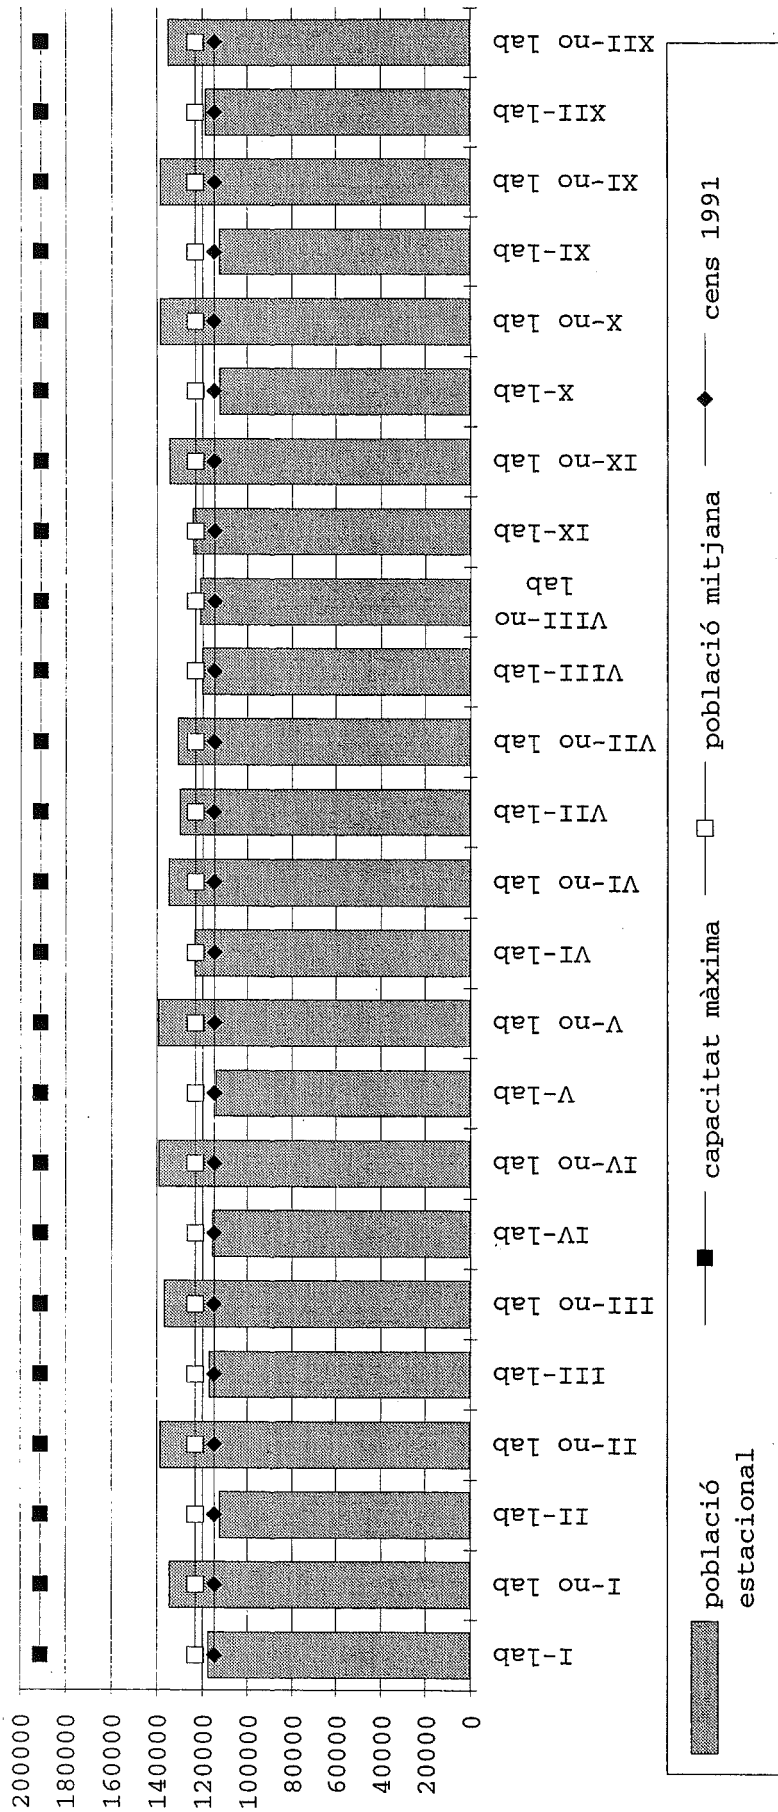 200000
180000
160000
140000
120000
100000
80000
60000
40000
20000
0
I-lab
I-no lab
II-lab
II-no lab
III-lab
III-no lab
IV-lab
IV-no lab
V-lab
V-no lab
VI-lab
VI-no lab
VII-lab
VII-no lab
VIII-lab
VIII-no
lab
IX-lab
IX-no lab
X-lab
X-no lab
XI-lab
XI-no lab
XII-lab
XII-no lab
població
estacional
capacitat màxima
població mitjana
cens 1991